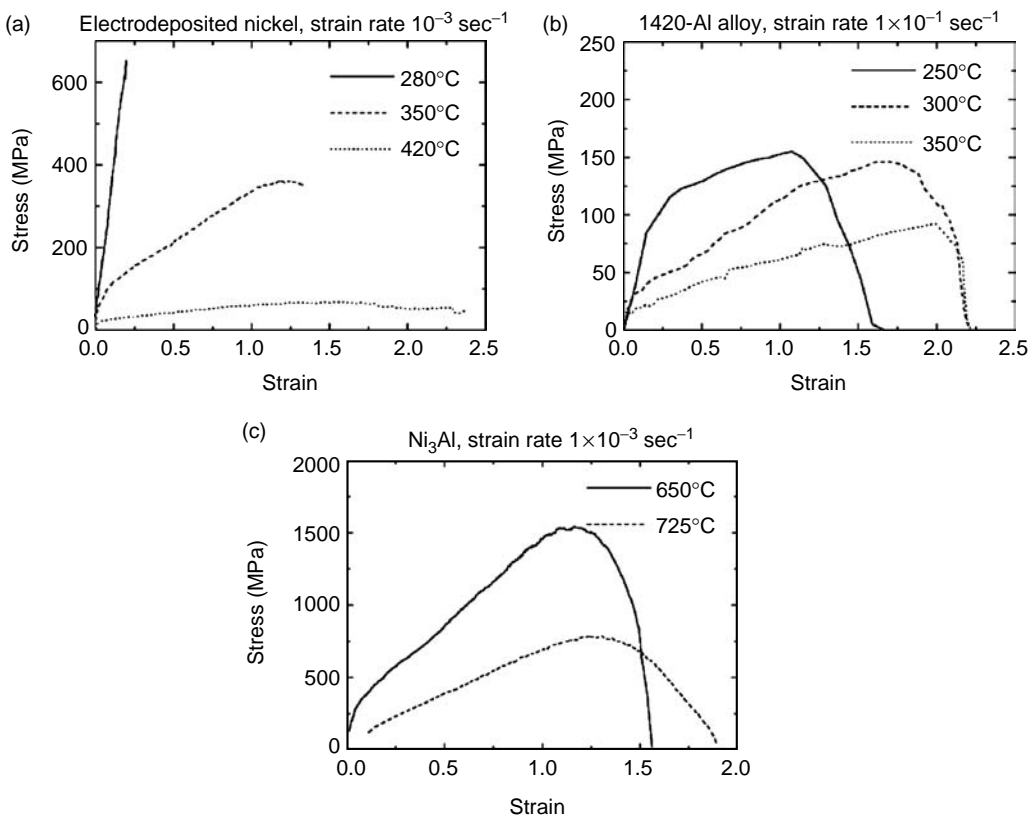 (a)
Electrodeposited nickel, strain rate 10⁻³ sec⁻¹
600
400
200
0
Stress (MPa)
280°C
350°C
420°C
0.0 0.5 1.0 1.5 2.0 2.5
Strain
(b)
1420-Al alloy, strain rate 1×10⁻¹ sec⁻¹
250
200
150
100
50
0
Stress (MPa)
250°C
300°C
350°C
0.0 0.5 1.0 1.5 2.0 2.5
Strain
(c)
Ni₃Al, strain rate 1×10⁻³ sec⁻¹
2000
1500
1000
500
0
Stress (MPa)
650°C
725°C
0.0 0.5 1.0 1.5 2.0
Strain